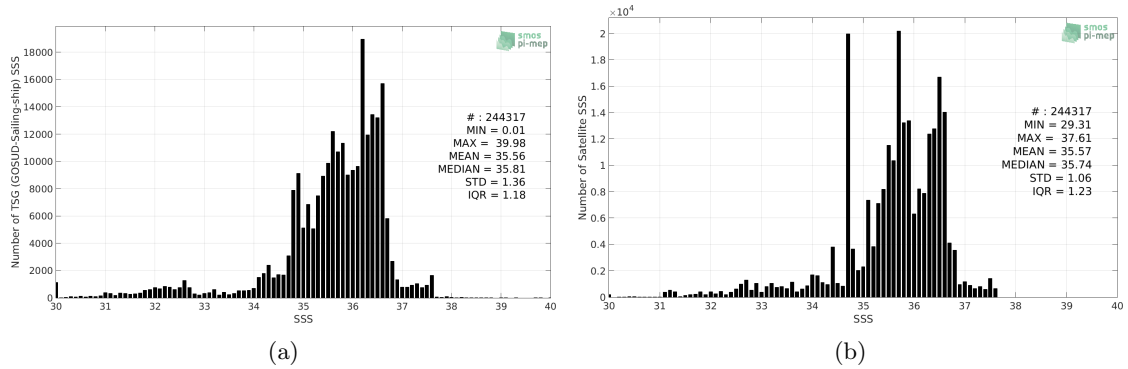 Number of TSG (GOSUD-Sailing-ship) SSS
18000
16000
14000
12000
10000
8000
6000
4000
2000
0
30 31 32 33 34 35 36 37 38 39 40
SSS
smos
pi-mep
# : 244317
MIN = 0.01
MAX = 39.98
MEAN = 35.56
MEDIAN = 35.81
STD = 1.36
IQR = 1.18
(a)
×10⁴
Number of Satellite SSS
2
1.8
1.6
1.4
1.2
1
0.8
0.6
0.4
0.2
0
30 31 32 33 34 35 36 37 38 39 40
SSS
smos
pi-mep
# : 244317
MIN = 29.31
MAX = 37.61
MEAN = 35.57
MEDIAN = 35.74
STD = 1.06
IQR = 1.23
(b)